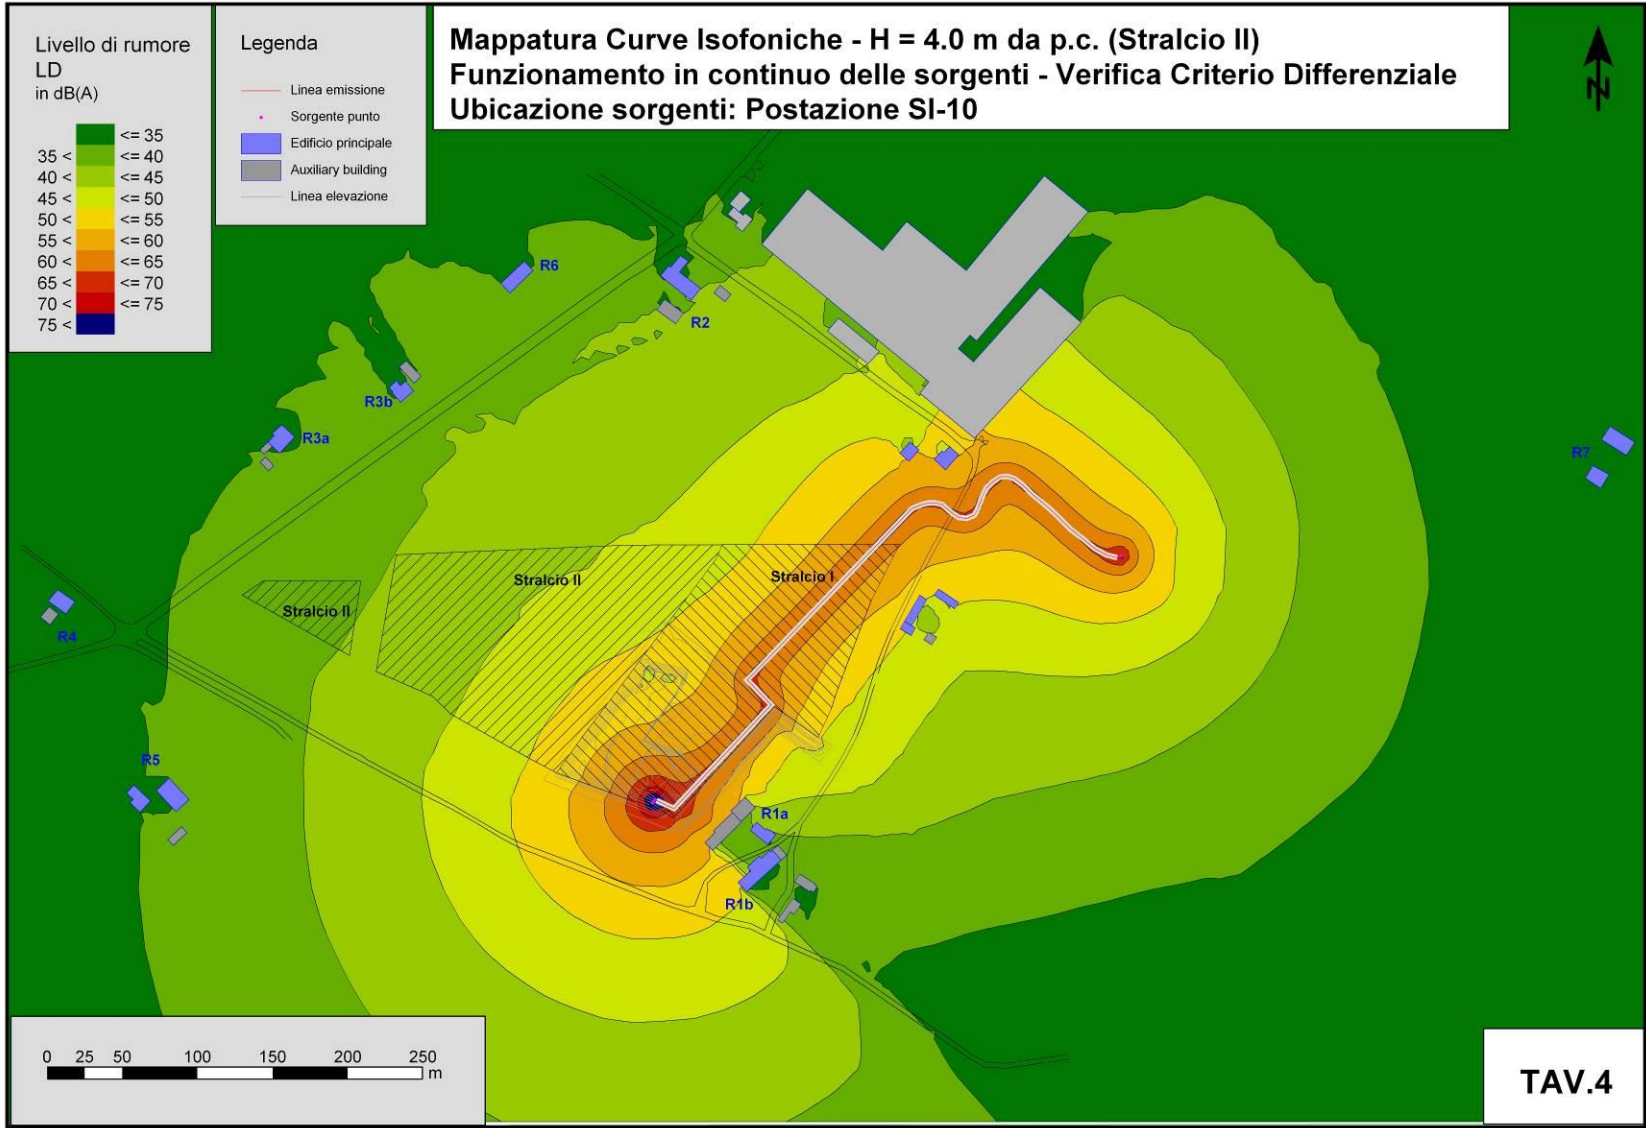 Livello di rumore
LD
in dB(A)
<= 35
35 < <= 40
40 < <= 45
45 < <= 50
50 < <= 55
55 < <= 60
60 < <= 65
65 < <= 70
70 < <= 75
75 <
Legenda
Linea emissione
Sorgente punto
Edificio principale
Auxiliary building
Linea elevazione
Mappatura Curve Isofoniche - H = 4.0 m da p.c. (Stralcio II)
Funzionamento in continuo delle sorgenti - Verifica Criterio Differenziale
Ubicazione sorgenti: Postazione SI-10
N
R6
R2
R3b
R3a
R7
Stralcio II
Stralcio I
Stralcio II
R4
R5
R1a
R1b
0 25 50 100 150 200 250
m
TAV.4